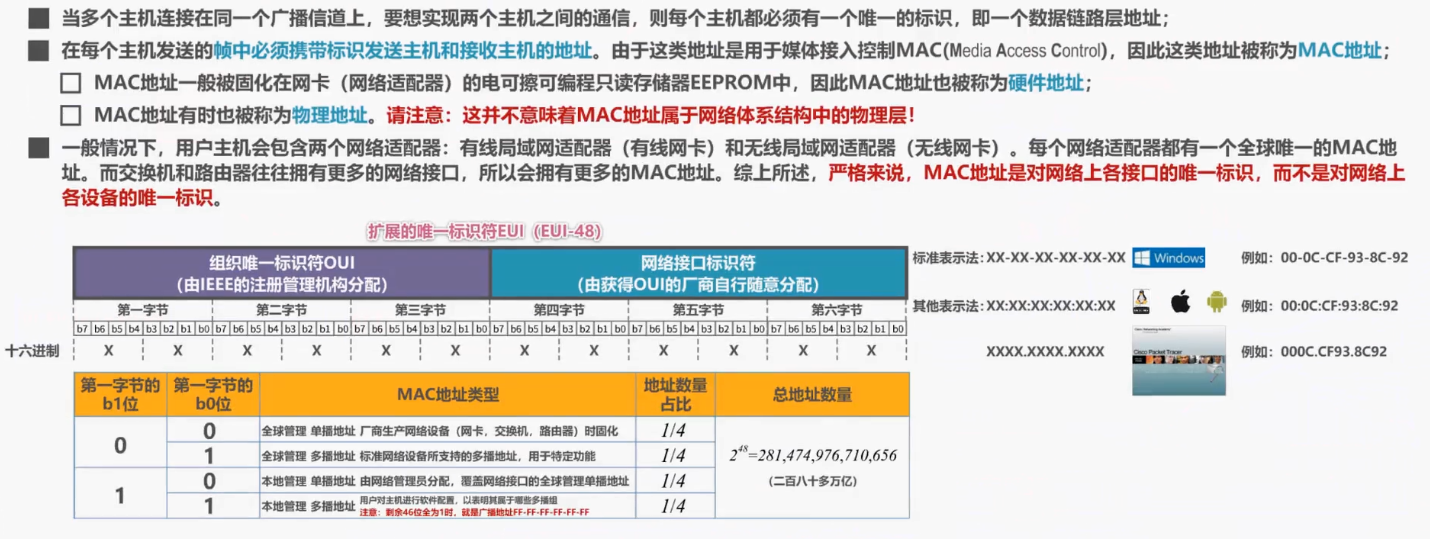 当多个主机连接在同一个广播信道上，要想实现两个主机之间的通信，则每个主机都必须有一个唯一的标识，即一个数据链路层地址；
在每个主机发送的帧中必须携带标识发送主机和接收主机的地址。由于这类地址是用于媒体接入控制MAC(Media Access Control)，因此这类地址被称为MAC地址；
MAC地址一般被固化在网卡（网络适配器）的电可擦可编程只读存储器EEPROM中，因此MAC地址也被称为硬件地址；
MAC地址有时也被称为物理地址。请注意：这并不意味着MAC地址属于网络体系结构中的物理层！
一般情况下，用户主机会包含两个网络适配器：有线局域网适配器（有线网卡）和无线局域网适配器（无线网卡）。每个网络适配器都有一个全球唯一的MAC地
址。而交换机和路由器往往拥有更多的网络接口，所以会拥有更多的MAC地址。综上所述，严格来说，MAC地址是对网络上各接口的唯一标识，而不是对网络上
各设备的唯一标识。
扩展的唯一标识符EUI（EUI-48）
组织唯一标识符OUI
（由IEEE的注册管理机构分配）
网络接口标识符
（由获得OUI的厂商自行随意分配）
第一字节 第二字节 第三字节 第四字节 第五字节 第六字节
b7 b6 b5 b4 b3 b2 b1 b0 b7 b6 b5 b4 b3 b2 b1 b0 b7 b6 b5 b4 b3 b2 b1 b0 b7 b6 b5 b4 b3 b2 b1 b0 b7 b6 b5 b4 b3 b2 b1 b0 b7 b6 b5 b4 b3 b2 b1 b0
十六进制 X X X X X X X X X X X X
标准表示法：XX-XX-XX-XX-XX-XX Windows 例如：00-0C-CF-93-8C-92
其他表示法：XX:XX:XX:XX:XX:XX 例如：00:0C:CF:93:8C:92
XXXX.XXXX.XXXX Cisco Packet Tracer 例如：000C.CF93.8C92
第一字节的
b1位
第一字节的
b0位
MAC地址类型
地址数量
占比
总地址数量
0
0 全球管理 单播地址 厂商生产网络设备（网卡，交换机，路由器）时固化 1/4
1 全球管理 多播地址 标准网络设备所支持的多播地址，用于特定功能 1/4
1
0 本地管理 单播地址 由网络管理员分配，覆盖网络接口的全球管理单播地址 1/4
1 本地管理 多播地址 用户对主机进行软件配置，以表明其属于哪些多播组 1/4
注意：剩余46位全为1时，就是广播地址FF-FF-FF-FF-FF-FF
2^48=281,474,976,710,656
（二百八十多万亿）